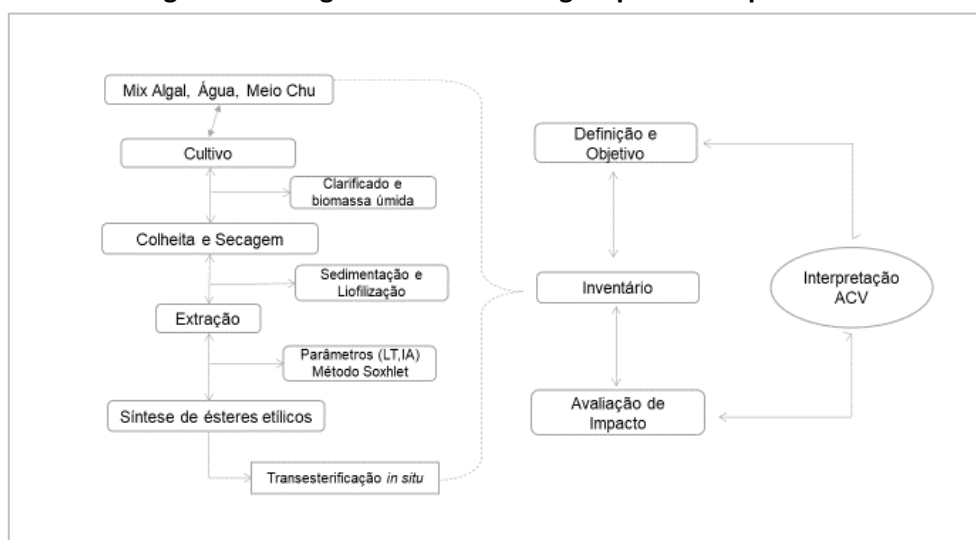 Mix Algal, Água, Meio Chu
Cultivo
Clarificado e
biomassa úmida
Colheita e Secagem
Sedimentação e
Liofilização
Extração
Parâmetros (LT,IA)
Método Soxhlet
Síntese de ésteres etílicos
Transesterificação in situ
Definição e
Objetivo
Inventário
Avaliação de
Impacto
Interpretação
ACV